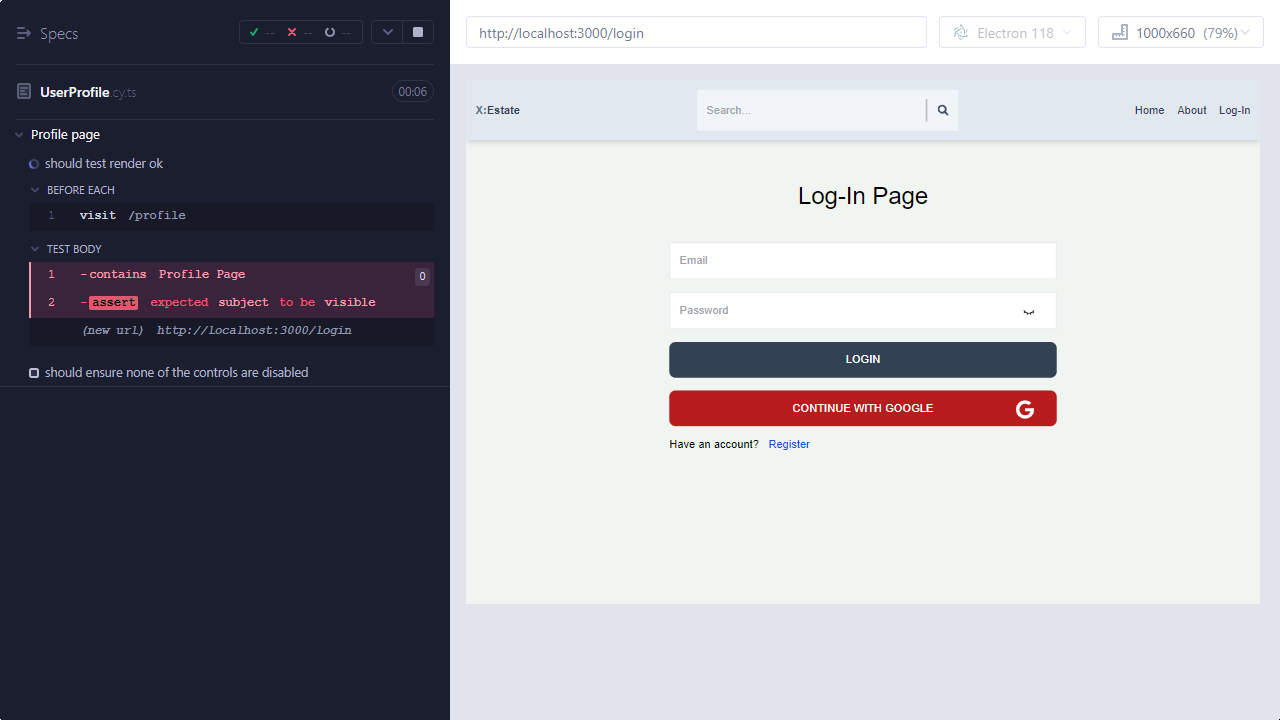 Specs
-- -- --
UserProfile.cy.ts
00:06
Profile page
should test render ok
BEFORE EACH
1 visit /profile
TEST BODY
1 -contains Profile Page 0
2 -assert expected subject to be visible
(new url) http://localhost:3000/login
should ensure none of the controls are disabled
http://localhost:3000/login
Electron 118
1000x660 (79%)
X:Estate
Search...
Home About Log-In
Log-In Page
Email
Password
LOGIN
CONTINUE WITH GOOGLE
Have an account? Register